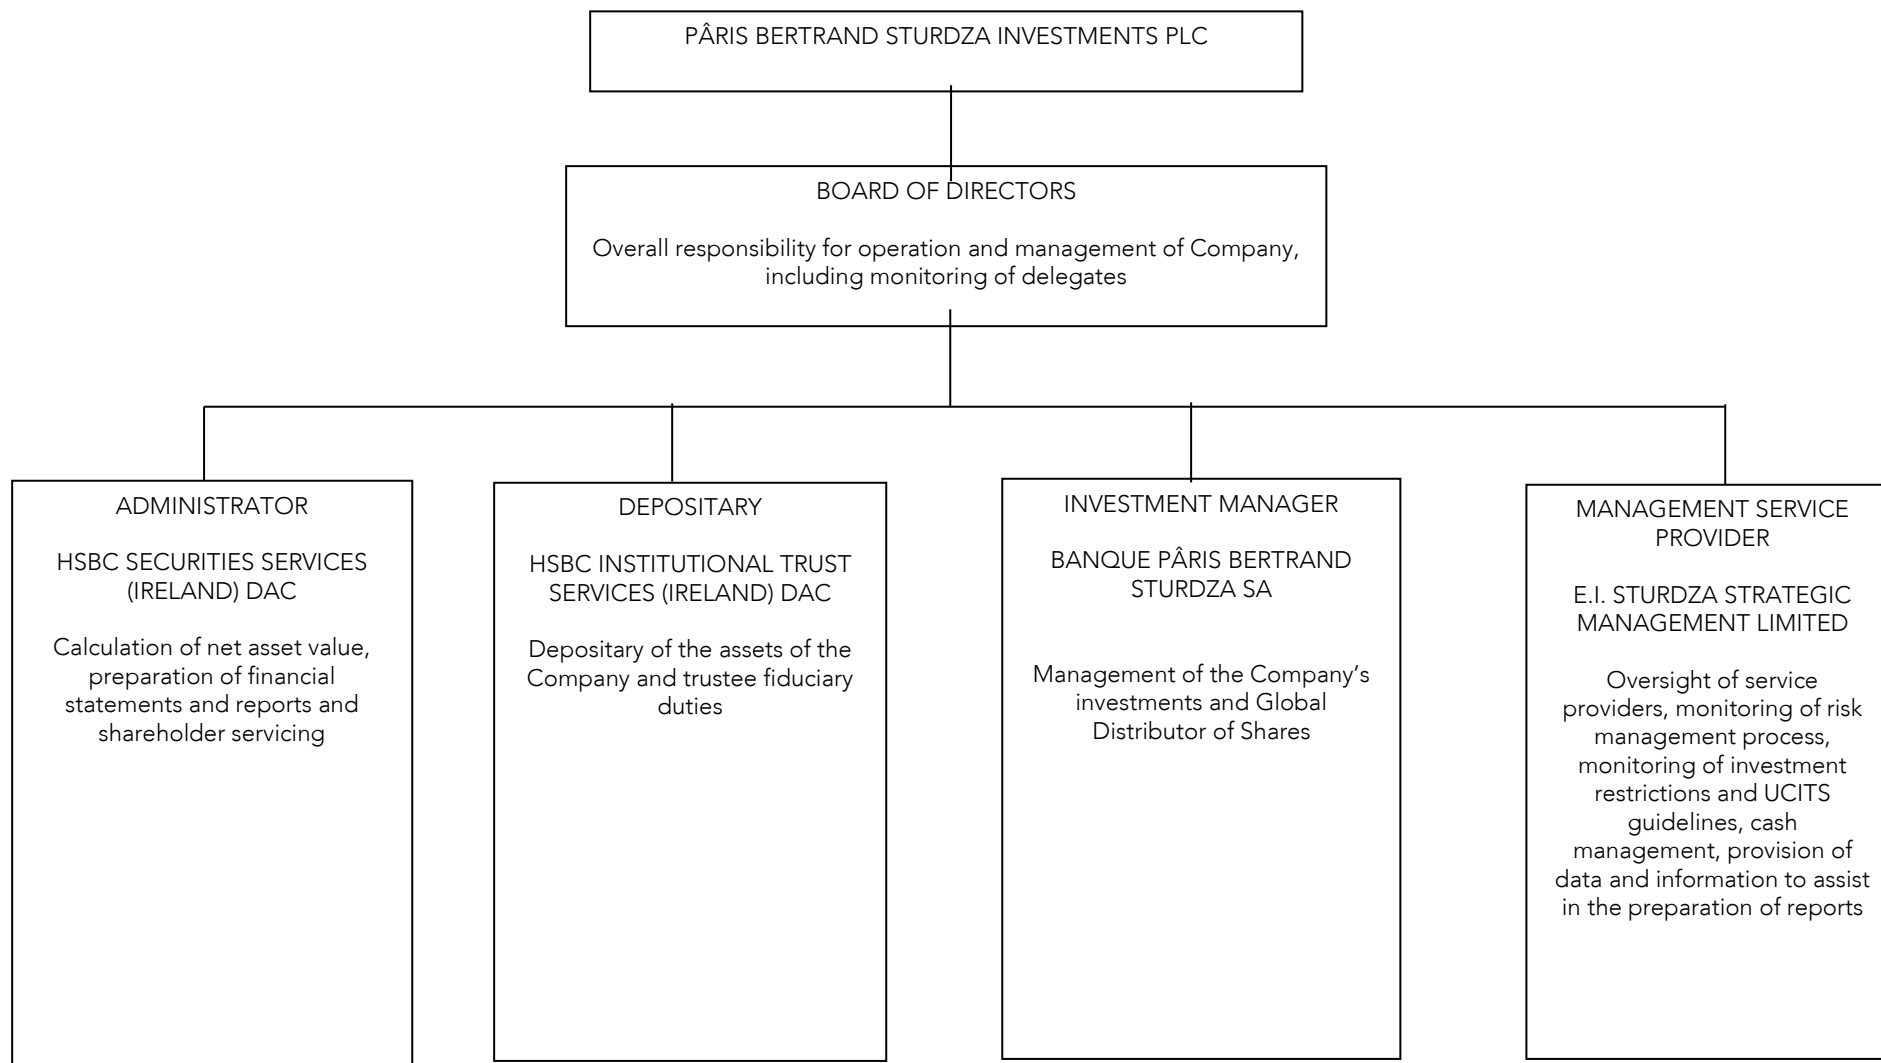 PÂRIS BERTRAND STURDZA INVESTMENTS PLC
BOARD OF DIRECTORS
Overall responsibility for operation and management of Company,
including monitoring of delegates
ADMINISTRATOR
HSBC SECURITIES SERVICES
(IRELAND) DAC
Calculation of net asset value,
preparation of financial
statements and reports and
shareholder servicing
DEPOSITARY
HSBC INSTITUTIONAL TRUST
SERVICES (IRELAND) DAC
Depositary of the assets of the
Company and trustee fiduciary
duties
INVESTMENT MANAGER
BANQUE PÂRIS BERTRAND
STURDZA SA
Management of the Company’s
investments and Global
Distributor of Shares
MANAGEMENT SERVICE
PROVIDER
E.I. STURDZA STRATEGIC
MANAGEMENT LIMITED
Oversight of service
providers, monitoring of risk
management process,
monitoring of investment
restrictions and UCITS
guidelines, cash
management, provision of
data and information to assist
in the preparation of reports